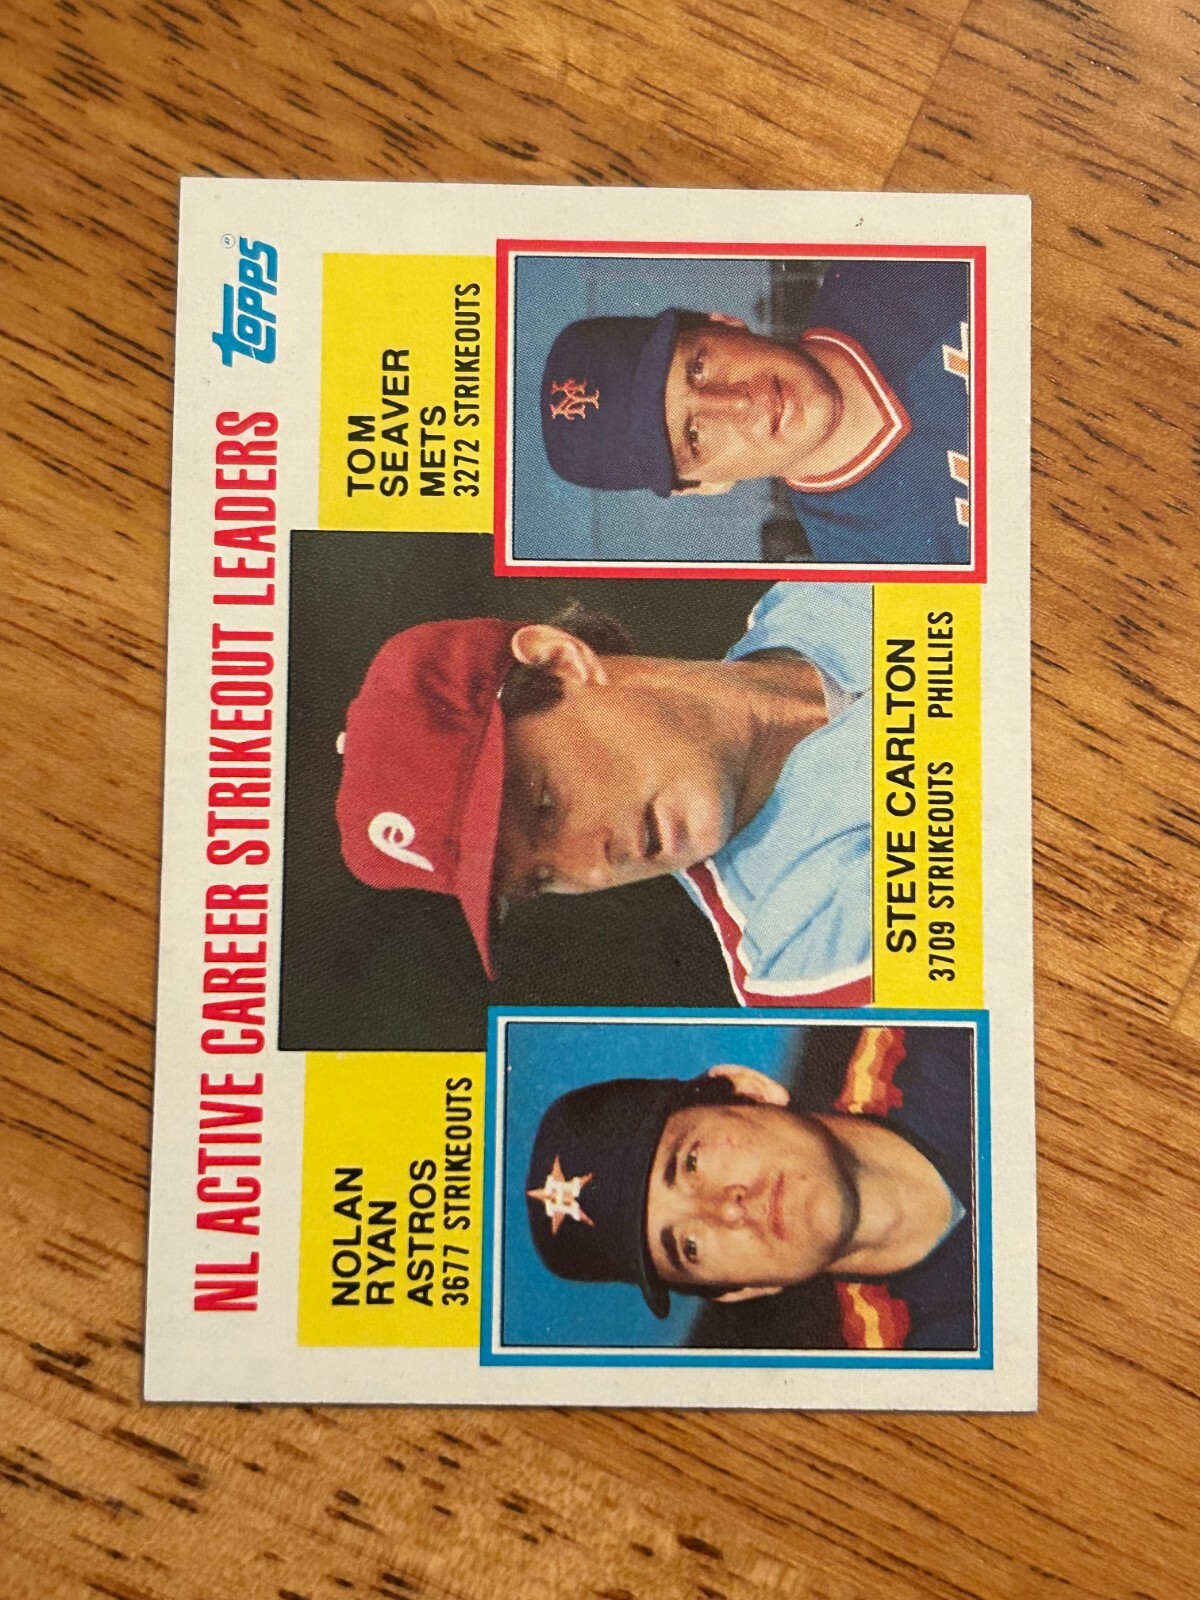 NL ACTIVE CAREER STRIKEOUT LEADERS
topps
NOLAN
RYAN
ASTROS
3677 STRIKEOUTS
STEVE CARLTON
3709 STRIKEOUTS PHILLIES
TOM
SEAVER
METS
3272 STRIKEOUTS